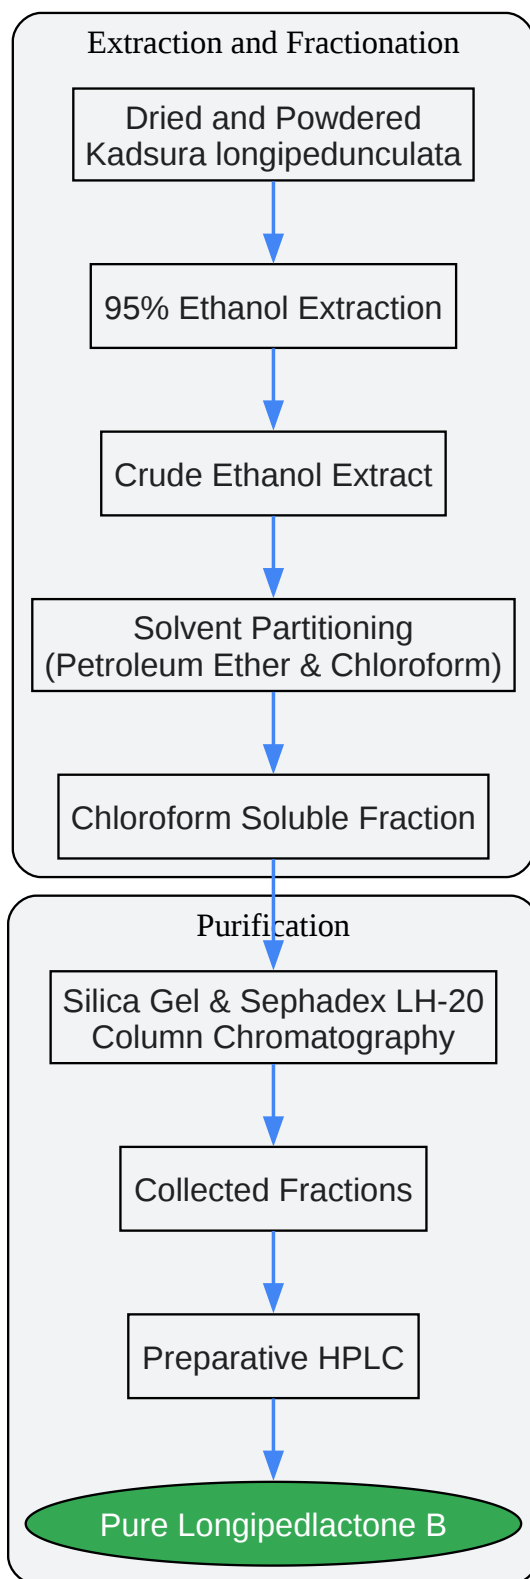 Extraction and Fractionation
Dried and Powdered
Kadsura longipedunculata
95% Ethanol Extraction
Crude Ethanol Extract
Solvent Partitioning
(Petroleum Ether & Chloroform)
Chloroform Soluble Fraction
Purification
Silica Gel & Sephadex LH-20
Column Chromatography
Collected Fractions
Preparative HPLC
Pure Longipedlactone B